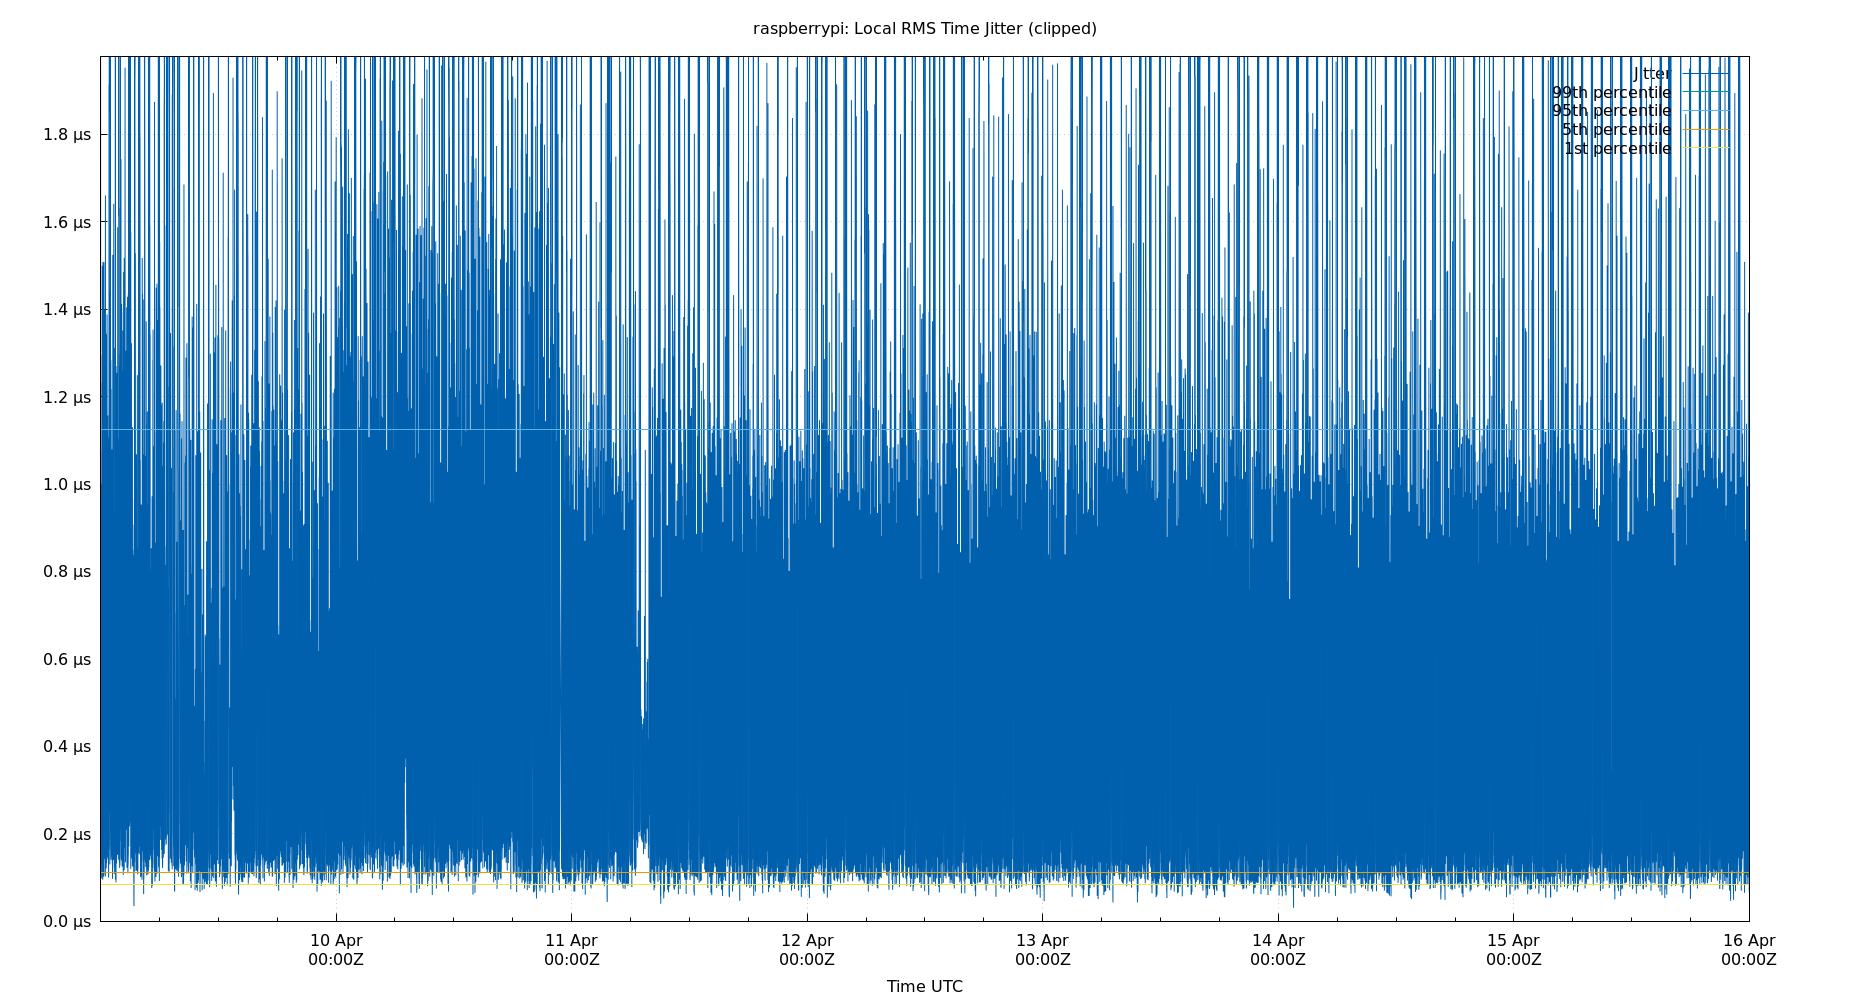 raspberrypi: Local RMS Time Jitter (clipped)
Jitter
99th percentile
95th percentile
5th percentile
1st percentile
1.8 µs
1.6 µs
1.4 µs
1.2 µs
1.0 µs
0.8 µs
0.6 µs
0.4 µs
0.2 µs
0.0 µs
10 Apr 11 Apr 12 Apr 13 Apr 14 Apr 15 Apr 16 Apr
00:00Z 00:00Z 00:00Z 00:00Z 00:00Z 00:00Z 00:00Z
Time UTC